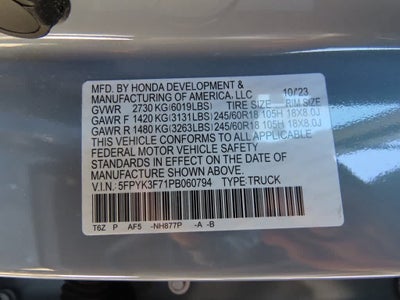 MFD. BY HONDA DEVELOPMENT &
MANUFACTURING OF AMERICA, LLC 10/23
GVWR 2730 KG (6019LBS) TIRE SIZE RIM SIZE
GAWR F 1420 KG (3131LBS) 245/60R18 105H 18X8.0J
GAWR R 1480 KG (3263LBS) 245/60R18 105H 18X8.0J
THIS VEHICLE CONFORMS TO ALL APPLICABLE
FEDERAL MOTOR VEHICLE SAFETY
STANDARDS IN EFFECT ON THE DATE OF
MANUFACTURE SHOWN ABOVE.
V.I.N.: 5FPYK3F71PB060794 TYPE:TRUCK
T6Z P AF5 -NH877P -A -B